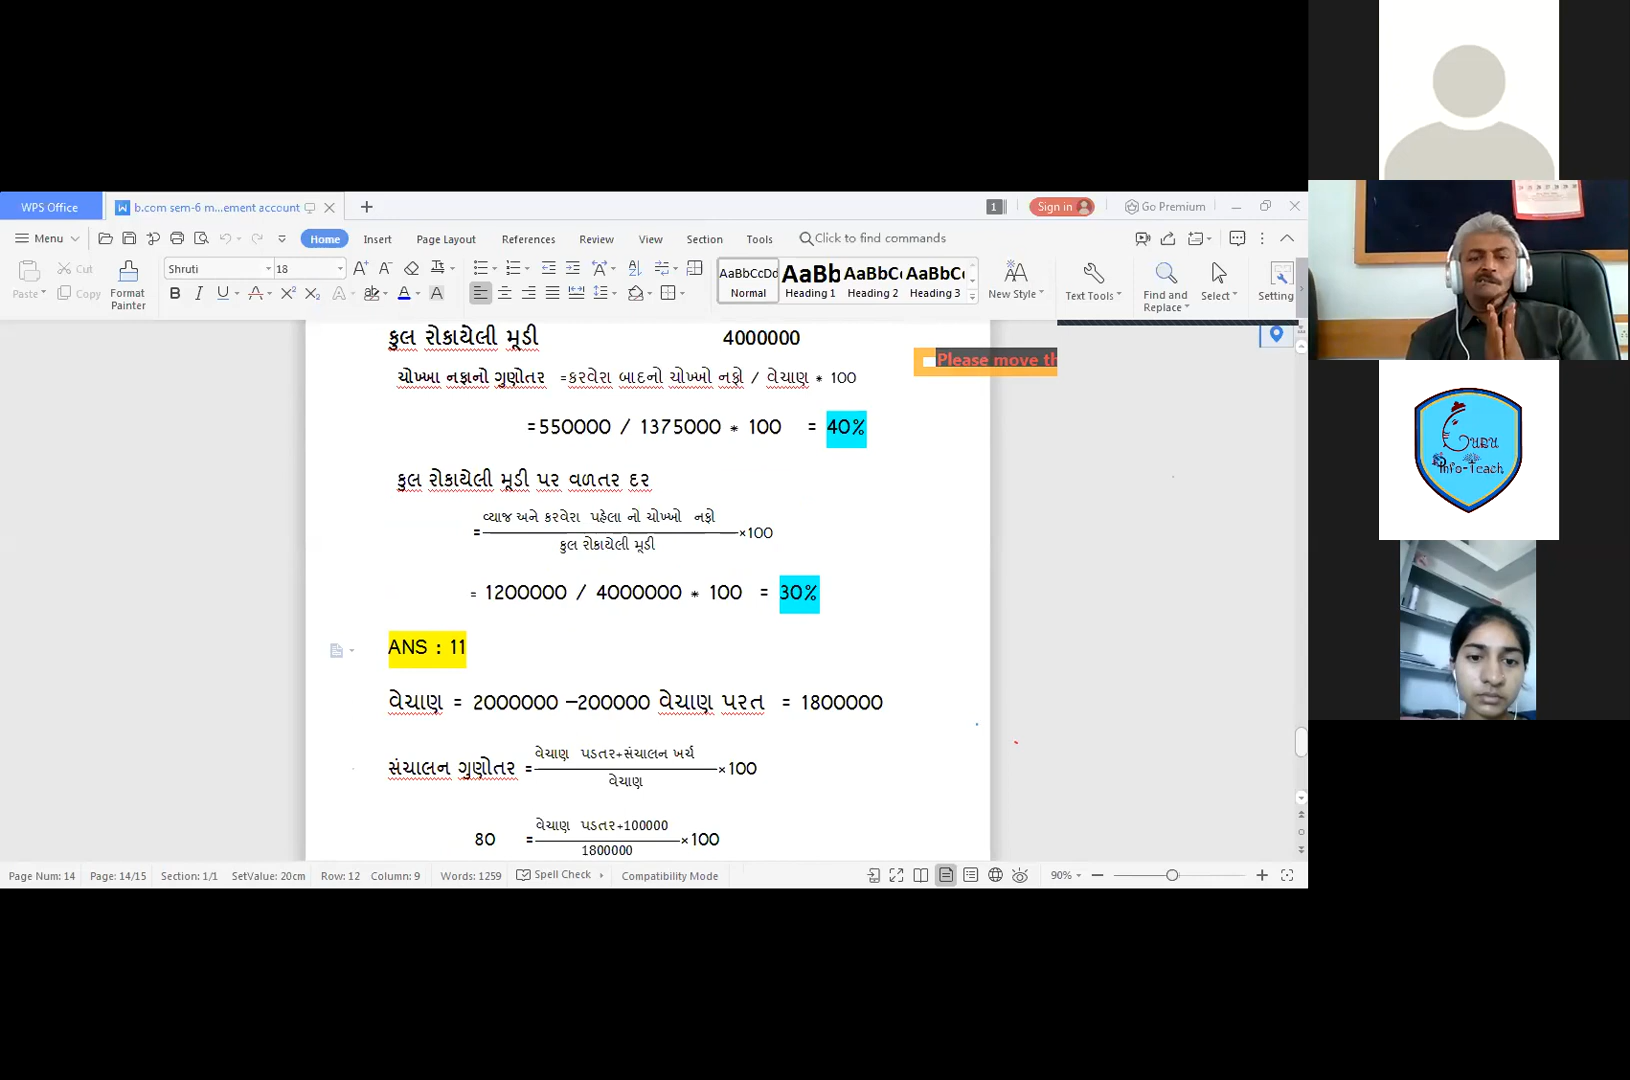 WPS Office
b.com sem-6 m...ement account
1
Sign in
Go Premium
Menu
Home
Insert
Page Layout
References
Review
View
Section
Tools
Click to find commands
Paste
Cut
Copy
Format Painter
Shruti
18
AaBbCcDd
Normal
AaBb
Heading 1
AaBbC
Heading 2
AaBbC
Heading 3
New Style
Text Tools
Find and Replace
Select
Setting
કુલ રોકાયેલી મૂડી 4000000
Please move th
ચોખ્ખા નફાનો ગુણોતર =કરવેરા બાદનો ચોખ્ખો નફો / વેચાણ * 100
=550000 / 1375000 * 100 = 40%
કુલ રોકાયેલી મૂડી પર વળતર દર
વ્યાજ અને કરવેરા પહેલા નો ચોખ્ખો નફો
= ×100
કુલ રોકાયેલી મૂડી
= 1200000 / 4000000 * 100 = 30%
ANS : 11
વેચાણ = 2000000 –200000 વેચાણ પરત = 1800000
વેચાણ પડતર+સંચાલન ખર્ચ
સંચાલન ગુણોતર = ×100
વેચાણ
વેચાણ પડતર+100000
80 = ×100
1800000
Page Num: 14
Page: 14/15
Section: 1/1
SetValue: 20cm
Row: 12
Column: 9
Words: 1259
Spell Check
Compatibility Mode
90%
Guru
Info-Teach